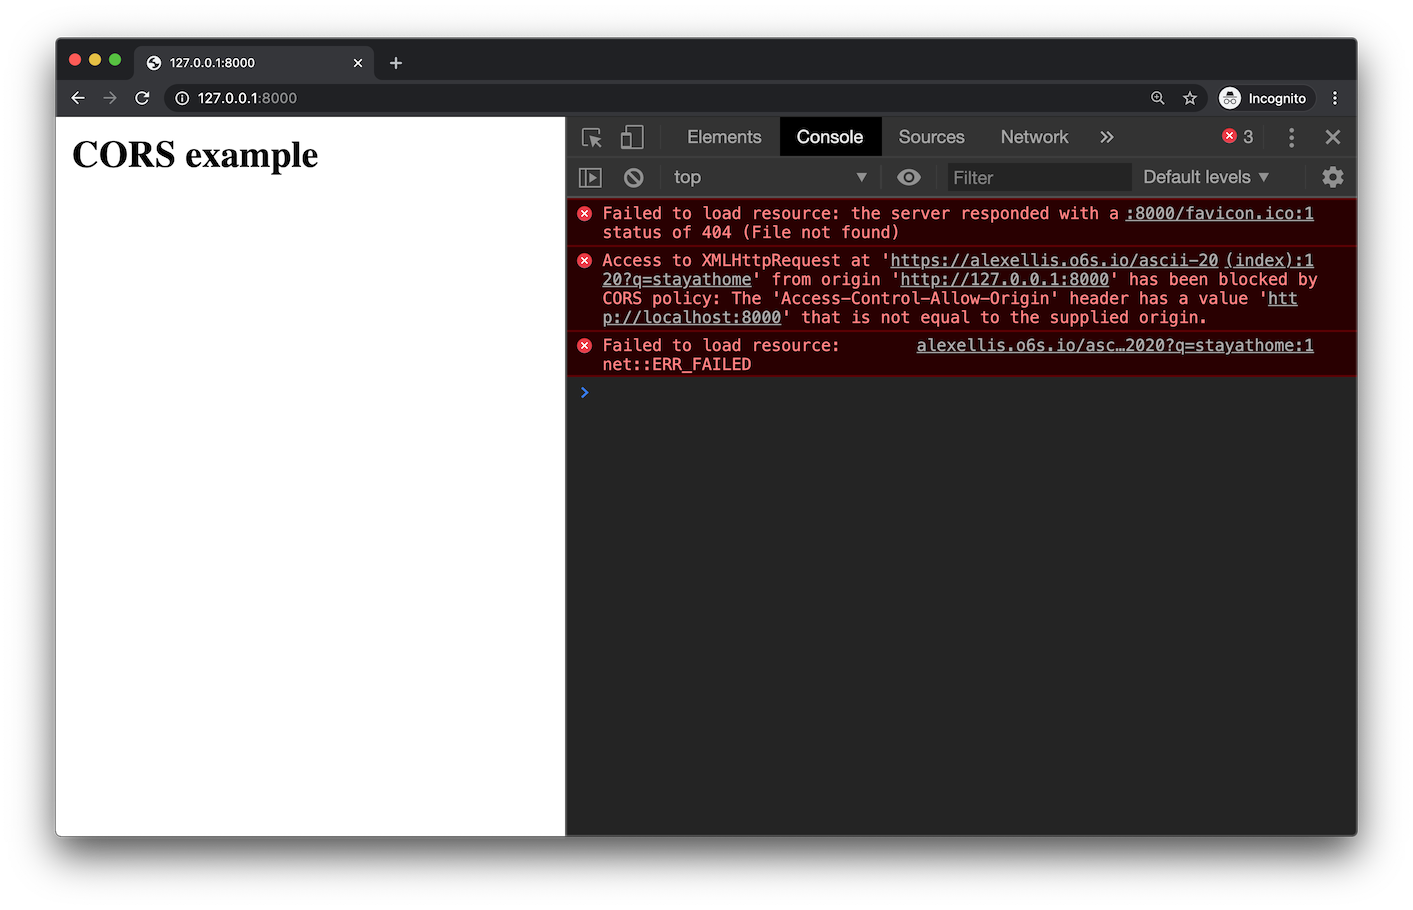 127.0.0.1:8000
127.0.0.1:8000
Incognito
CORS example
Elements Console Sources Network » 3
top Filter Default levels
Failed to load resource: the server responded with a :8000/favicon.ico:1
status of 404 (File not found)
Access to XMLHttpRequest at 'https://alexellis.o6s.io/ascii-20 (index):1
20?q=stayathome' from origin 'http://127.0.0.1:8000' has been blocked by
CORS policy: The 'Access-Control-Allow-Origin' header has a value 'htt
p://localhost:8000' that is not equal to the supplied origin.
Failed to load resource: alexellis.o6s.io/asc…2020?q=stayathome:1
net::ERR_FAILED